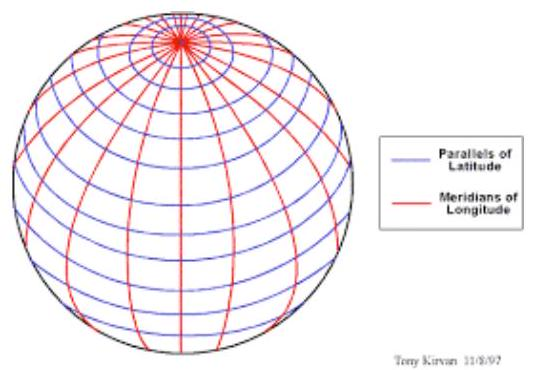 Parallels of
Latitude
Meridians of
Longitude
Tony Kirvan 11/8/97